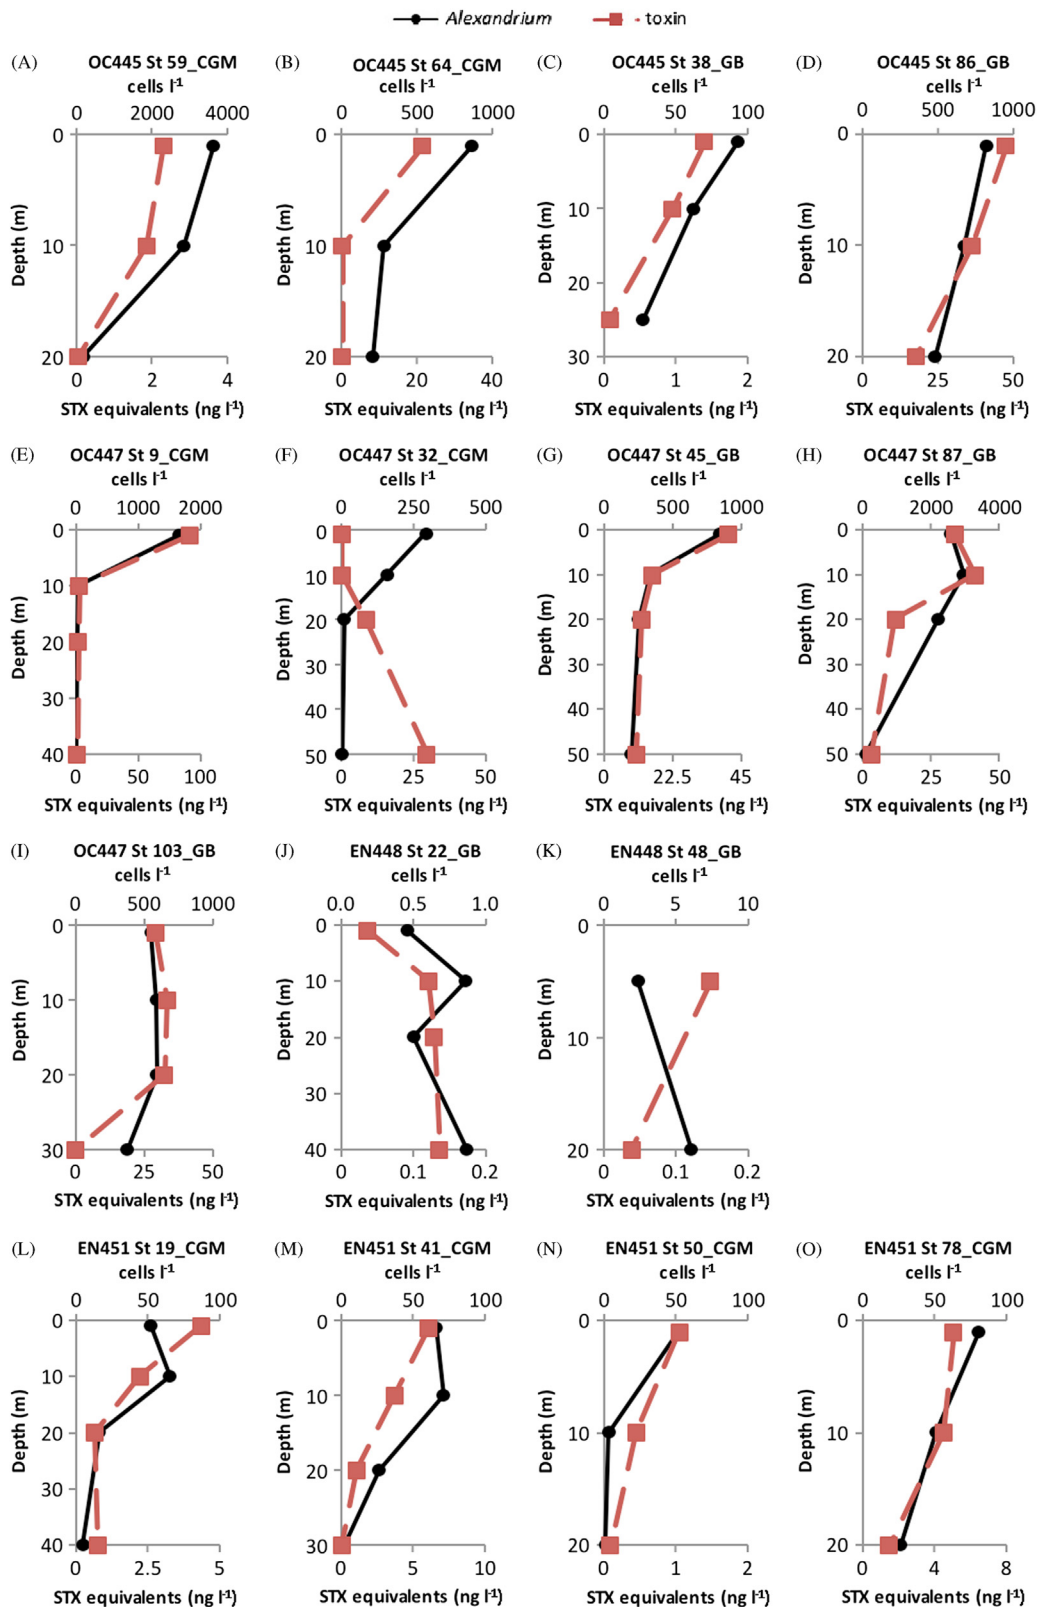 Alexandrium toxin
(A) OC445 St 59_CGM (B) OC445 St 64_CGM (C) OC445 St 38_GB (D) OC445 St 86_GB
cells l⁻¹ cells l⁻¹ cells l⁻¹ cells l⁻¹
0 2000 4000 0 500 1000 0 50 100 0 500 1000
0 0 0 0
10 10 10 10
20
20 20 30 20
Depth (m) Depth (m) Depth (m) Depth (m)
0 2 4 0 20 40 0 1 2 0 25 50
STX equivalents (ng l⁻¹) STX equivalents (ng l⁻¹) STX equivalents (ng l⁻¹) STX equivalents (ng l⁻¹)
(E) OC447 St 9_CGM (F) OC447 St 32_CGM (G) OC447 St 45_GB (H) OC447 St 87_GB
cells l⁻¹ cells l⁻¹ cells l⁻¹ cells l⁻¹
0 1000 2000 0 250 500 0 500 1000 0 2000 4000
0 0 0 0
10 10 10 10
20 20 20 20
30 30 30 30
40 40 40
40 50 50 50
Depth (m) Depth (m) Depth (m) Depth (m)
0 50 100 0 25 50 0 22.5 45 0 25 50
STX equivalents (ng l⁻¹) STX equivalents (ng l⁻¹) STX equivalents (ng l⁻¹) STX equivalents (ng l⁻¹)
(I) OC447 St 103_GB (J) EN448 St 22_GB (K) EN448 St 48_GB
cells l⁻¹ cells l⁻¹ cells l⁻¹
0 500 1000 0.0 0.5 1.0 0 5 10
0 0 0
10 10
10
20 20
30
30 40 20
Depth (m) Depth (m) Depth (m)
0 25 50 0 0.1 0.2 0 0.1 0.2
STX equivalents (ng l⁻¹) STX equivalents (ng l⁻¹) STX equivalents (ng l⁻¹)
(L) EN451 St 19_CGM (M) EN451 St 41_CGM (N) EN451 St 50_CGM (O) EN451 St 78_CGM
cells l⁻¹ cells l⁻¹ cells l⁻¹ cells l⁻¹
0 50 100 0 50 100 0 50 100 0 50 100
0 0 0 0
10 10
10 10
20 20
30
40 30 20 20
Depth (m) Depth (m) Depth (m) Depth (m)
0 2.5 5 0 5 10 0 1 2 0 4 8
STX equivalents (ng l⁻¹) STX equivalents (ng l⁻¹) STX equivalents (ng l⁻¹) STX equivalents (ng l⁻¹)